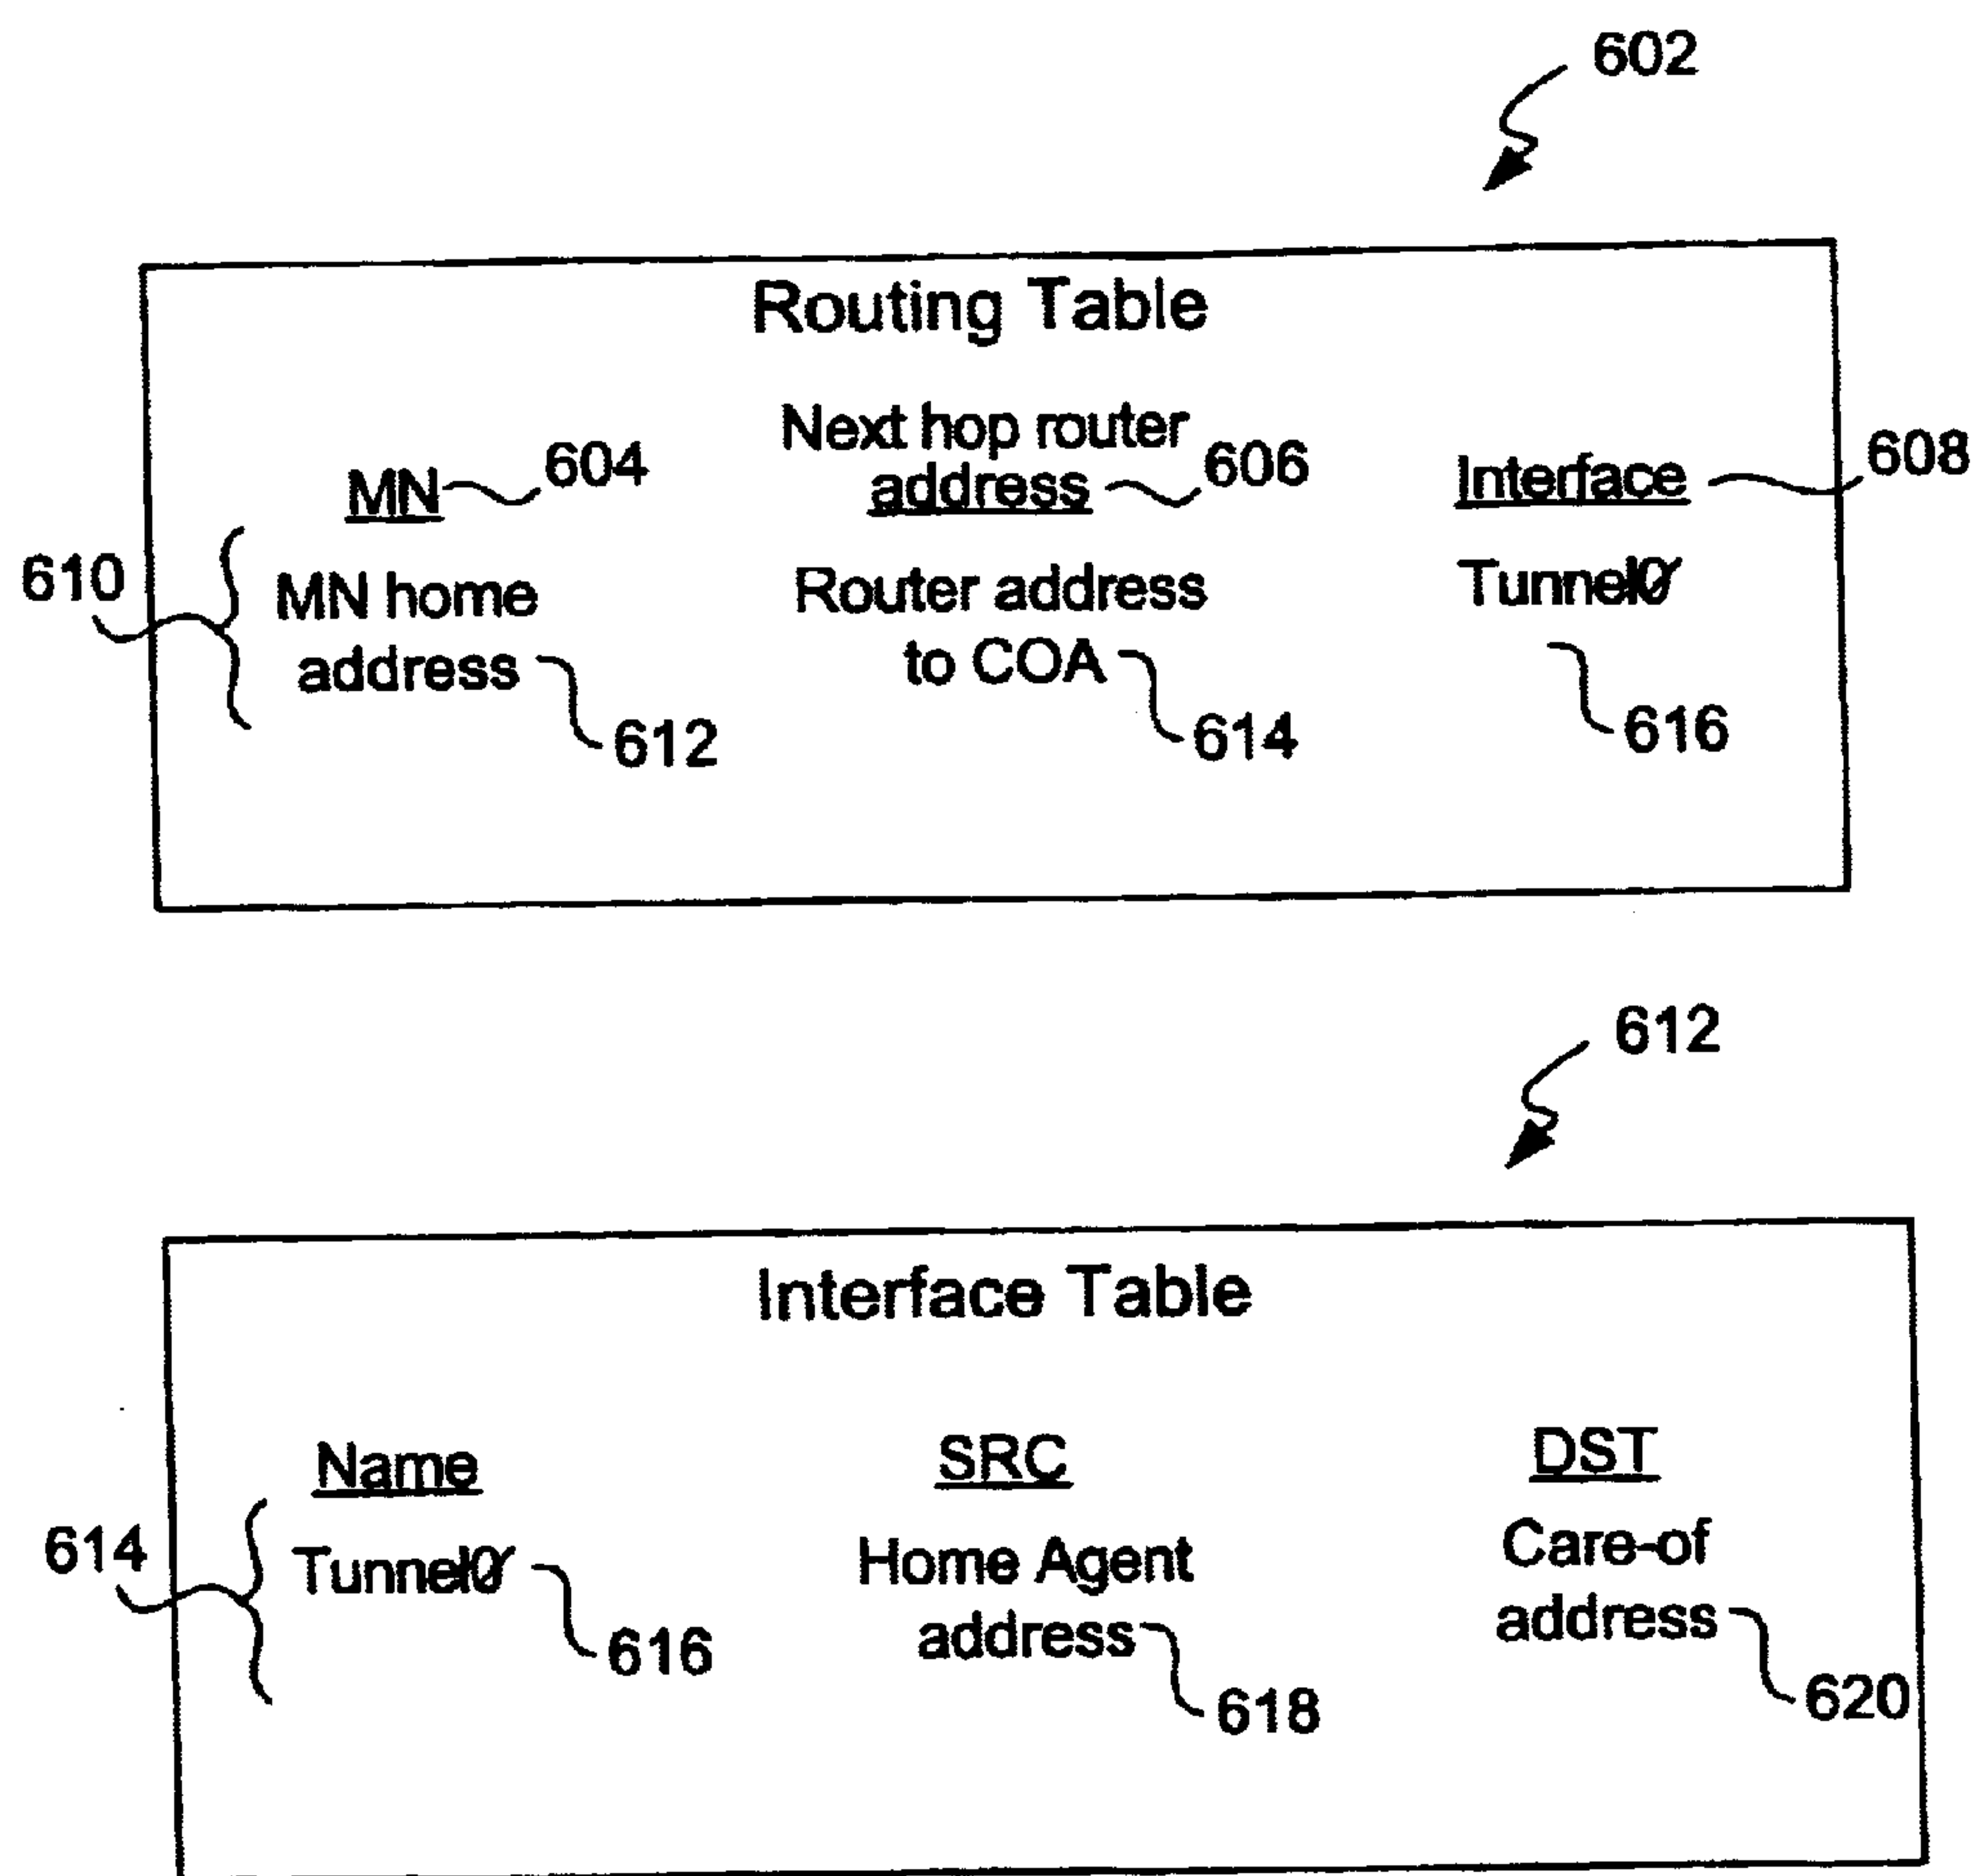 602
Routing Table
MN 604
Next hop router
address 606
Interface 608
610
MN home
address
612
Router address
to COA
614
Tunnel0
616
612
Interface Table
Name
SRC
DST
614
Tunnel0
616
Home Agent
address
618
Care-of
address
620